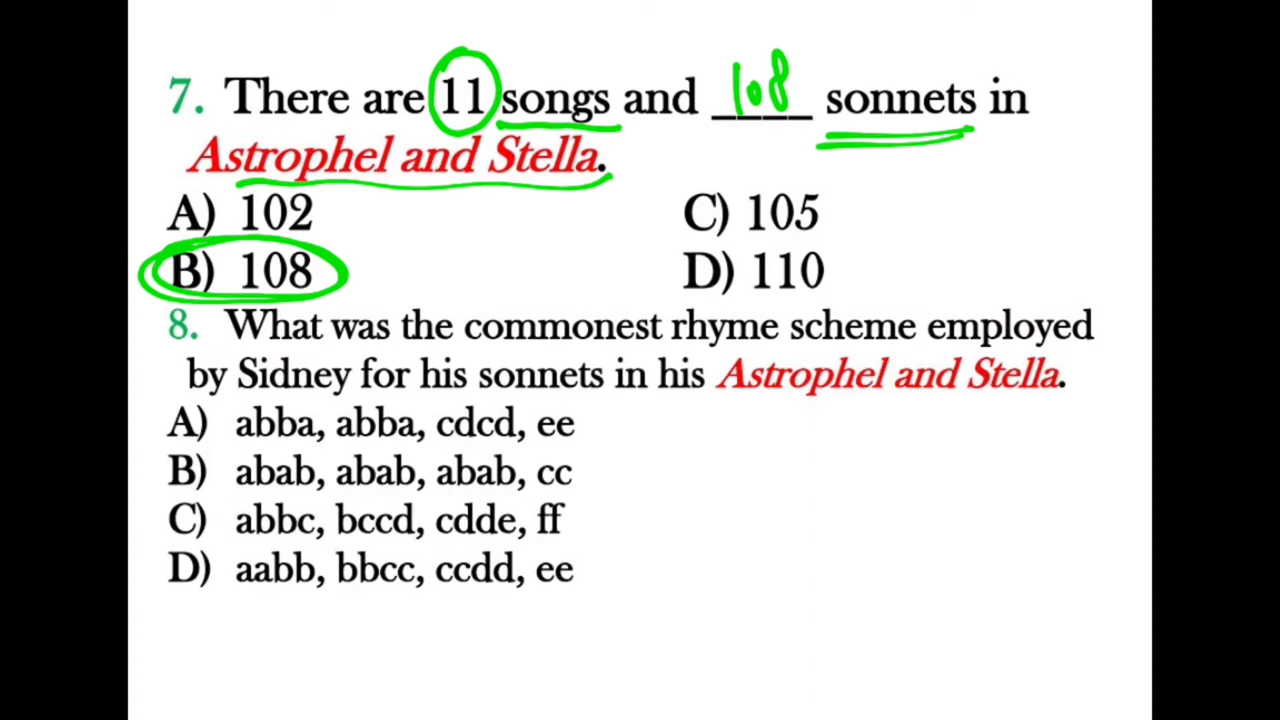 7. There are 11 songs and 108 sonnets in
Astrophel and Stella.
A) 102 C) 105
B) 108 D) 110
8. What was the commonest rhyme scheme employed
by Sidney for his sonnets in his Astrophel and Stella.
A) abba, abba, cdcd, ee
B) abab, abab, abab, cc
C) abbc, bccd, cdde, ff
D) aabb, bbcc, ccdd, ee